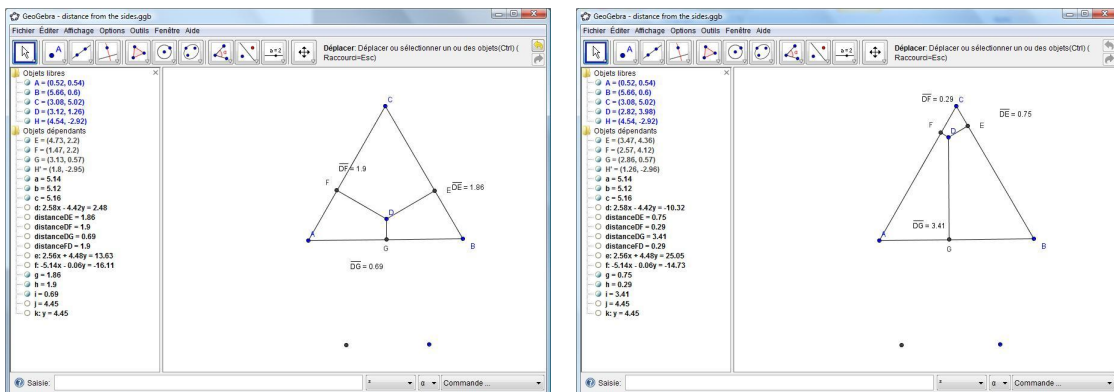 GeoGebra - distance from the sides.ggb
Fichier Éditer Affichage Options Outils Fenêtre Aide
A
α
a=2
Déplacer: Déplacer ou sélectionner un ou des objets(Ctrl) (
Raccourci=Esc)
Objets libres
A = (0.52, 0.54)
B = (5.66, 0.6)
C = (3.08, 5.02)
D = (3.12, 1.26)
H = (4.54, -2.92)
Objets dépendants
E = (4.73, 2.2)
F = (1.47, 2.2)
G = (3.13, 0.57)
H' = (1.8, -2.95)
a = 5.14
b = 5.12
c = 5.16
d: 2.58x - 4.42y = 2.48
distanceDE = 1.86
distanceDF = 1.9
distanceDG = 0.69
distanceFD = 1.9
e: 2.56x + 4.48y = 13.63
f: -5.14x - 0.06y = -16.11
g = 1.86
h = 1.9
i = 0.69
j = 4.45
k: y = 4.45
C
DF = 1.9
F
E
DE = 1.86
D
A
B
G
DG = 0.69
Saisie:
²
α
Commande ...
GeoGebra - distance from the sides.ggb
Fichier Éditer Affichage Options Outils Fenêtre Aide
A
α
a=2
Déplacer: Déplacer ou sélectionner un ou des objets(Ctrl) (
Raccourci=Esc)
Objets libres
A = (0.52, 0.54)
B = (5.66, 0.6)
C = (3.08, 5.02)
D = (2.82, 3.98)
H = (4.54, -2.92)
Objets dépendants
E = (3.47, 4.36)
F = (2.57, 4.12)
G = (2.86, 0.57)
H' = (1.26, -2.96)
a = 5.14
b = 5.12
c = 5.16
d: 2.58x - 4.42y = -10.32
distanceDE = 0.75
distanceDF = 0.29
distanceDG = 3.41
distanceFD = 0.29
e: 2.56x + 4.48y = 25.05
f: -5.14x - 0.06y = -14.73
g = 0.75
h = 0.29
i = 3.41
j = 4.45
k: y = 4.45
DF = 0.29
C
DE = 0.75
F
D
E
DG = 3.41
A
B
G
Saisie:
²
α
Commande ...